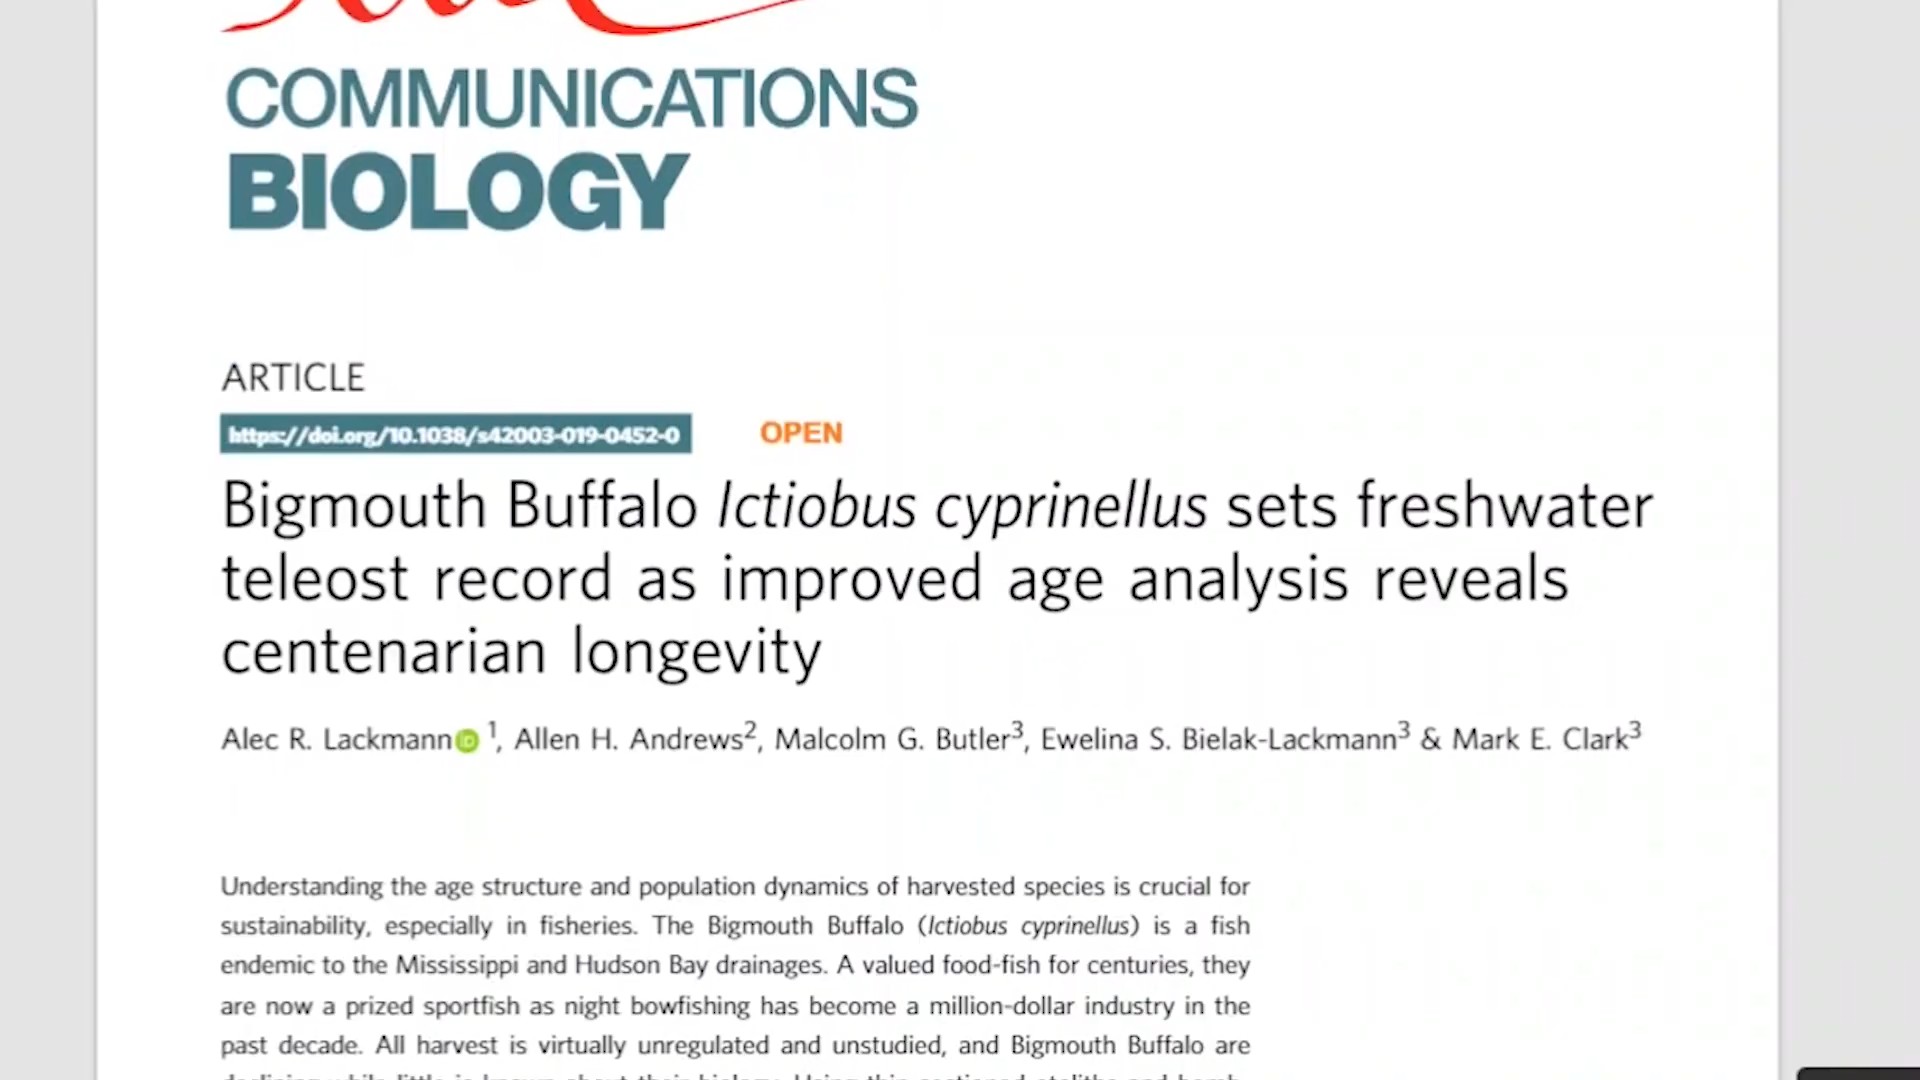 COMMUNICATIONS
BIOLOGY
ARTICLE
https://doi.org/10.1038/s42003-019-0452-0 OPEN
Bigmouth Buffalo Ictiobus cyprinellus sets freshwater
teleost record as improved age analysis reveals
centenarian longevity
Alec R. Lackmann iD 1, Allen H. Andrews2, Malcolm G. Butler3, Ewelina S. Bielak-Lackmann3 & Mark E. Clark3
Understanding the age structure and population dynamics of harvested species is crucial for
sustainability, especially in fisheries. The Bigmouth Buffalo (Ictiobus cyprinellus) is a fish
endemic to the Mississippi and Hudson Bay drainages. A valued food-fish for centuries, they
are now a prized sportfish as night bowfishing has become a million-dollar industry in the
past decade. All harvest is virtually unregulated and unstudied, and Bigmouth Buffalo are